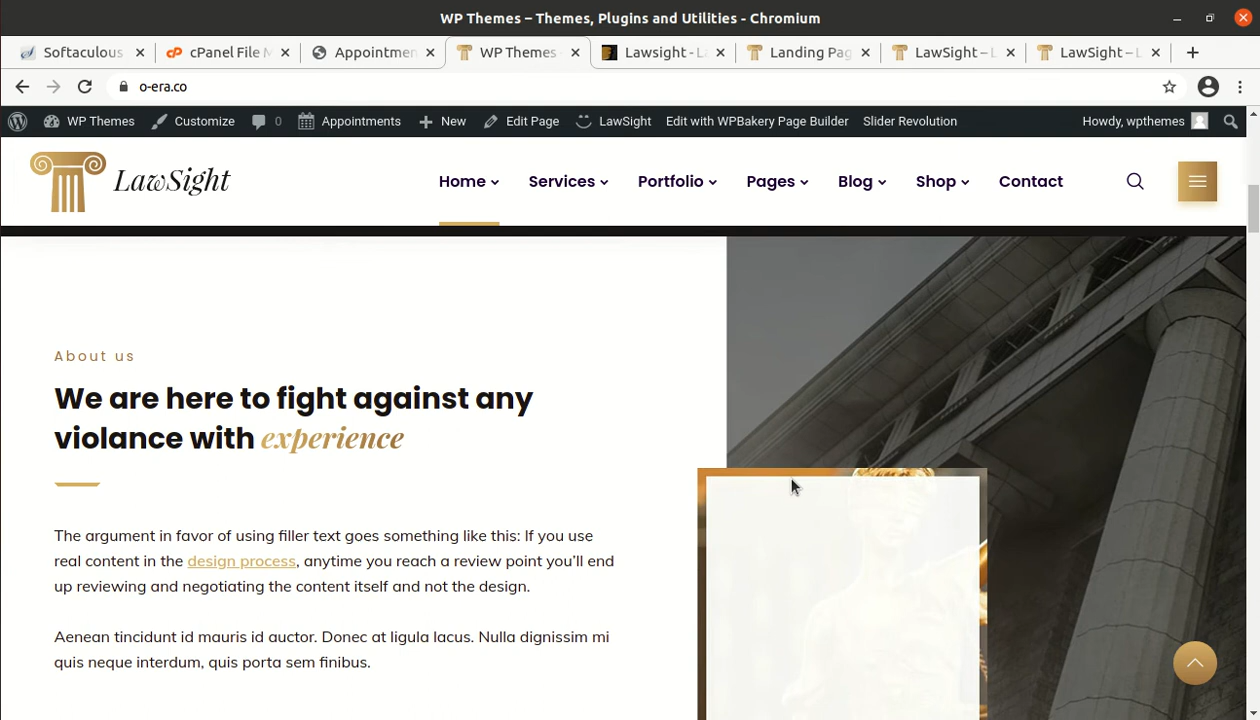 WP Themes – Themes, Plugins and Utilities - Chromium
Softaculous
cPanel File M
Appointmen
WP Themes
Lawsight - La
Landing Pag
LawSight – L
LawSight – L
o-era.co
WP Themes Customize 0 Appointments New Edit Page LawSight Edit with WPBakery Page Builder Slider Revolution Howdy, wpthemes
LawSight
Home Services Portfolio Pages Blog Shop Contact
About us
We are here to fight against any
violance with experience
The argument in favor of using filler text goes something like this: If you use
real content in the design process, anytime you reach a review point you’ll end
up reviewing and negotiating the content itself and not the design.
Aenean tincidunt id mauris id auctor. Donec at ligula lacus. Nulla dignissim mi
quis neque interdum, quis porta sem finibus.